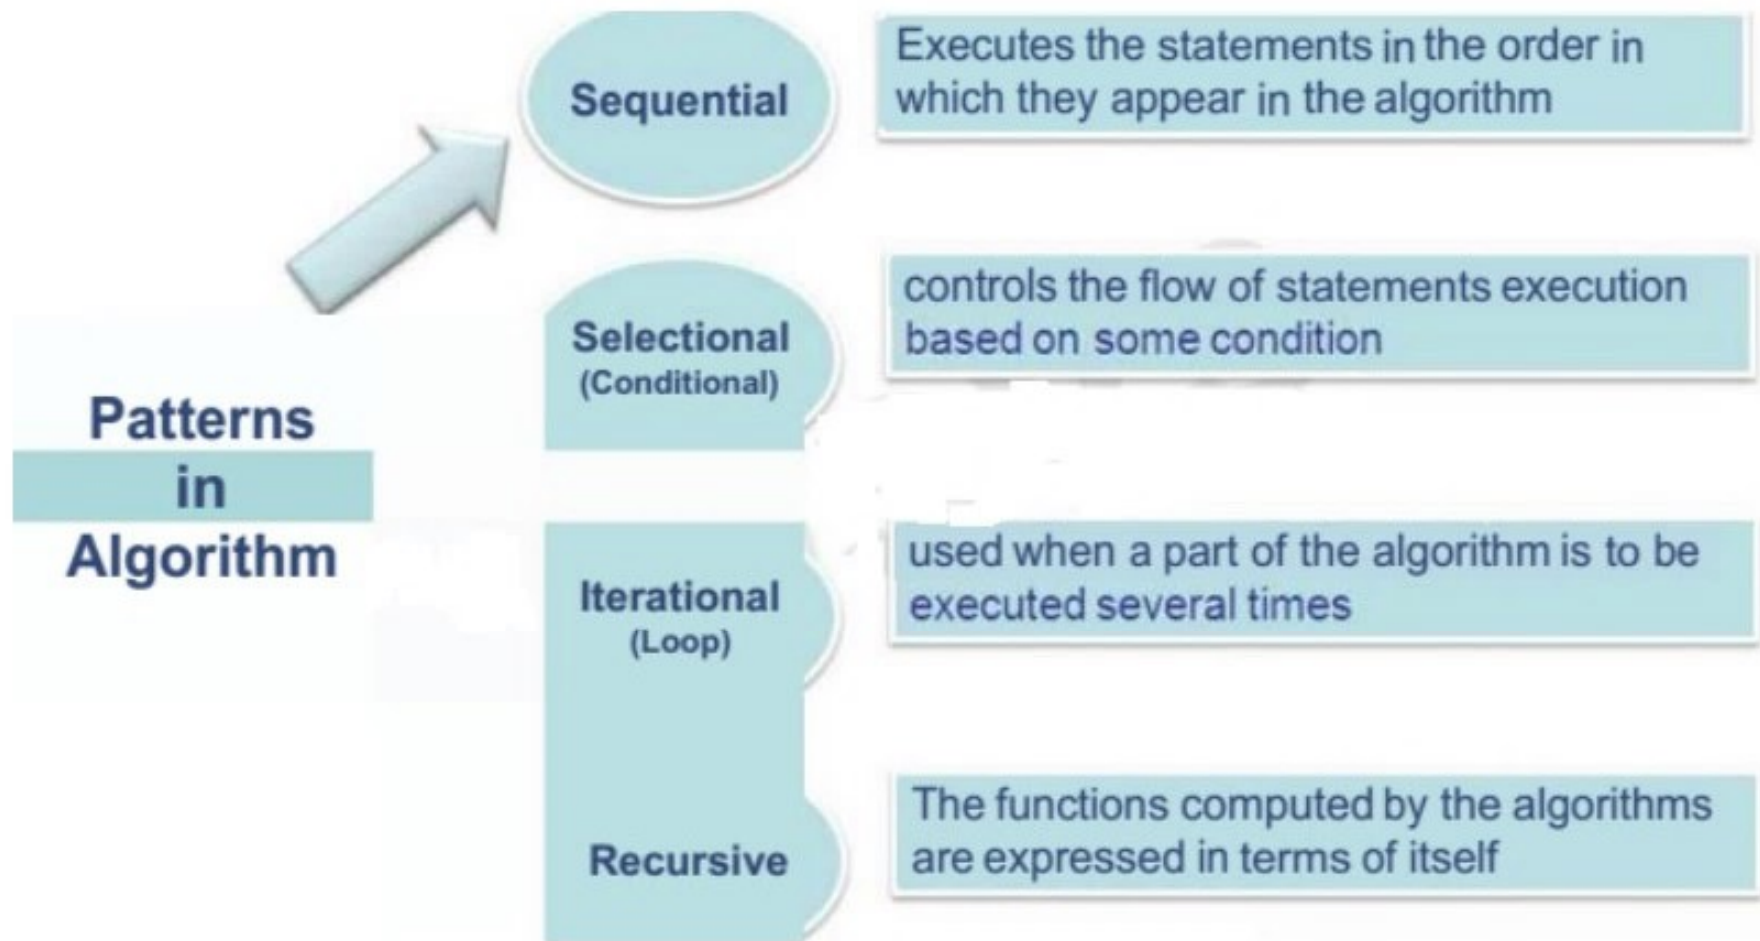 Patterns
in
Algorithm
Sequential
Executes the statements in the order in
which they appear in the algorithm
Selectional
(Conditional)
controls the flow of statements execution
based on some condition
Iterational
(Loop)
used when a part of the algorithm is to be
executed several times
Recursive
The functions computed by the algorithms
are expressed in terms of itself